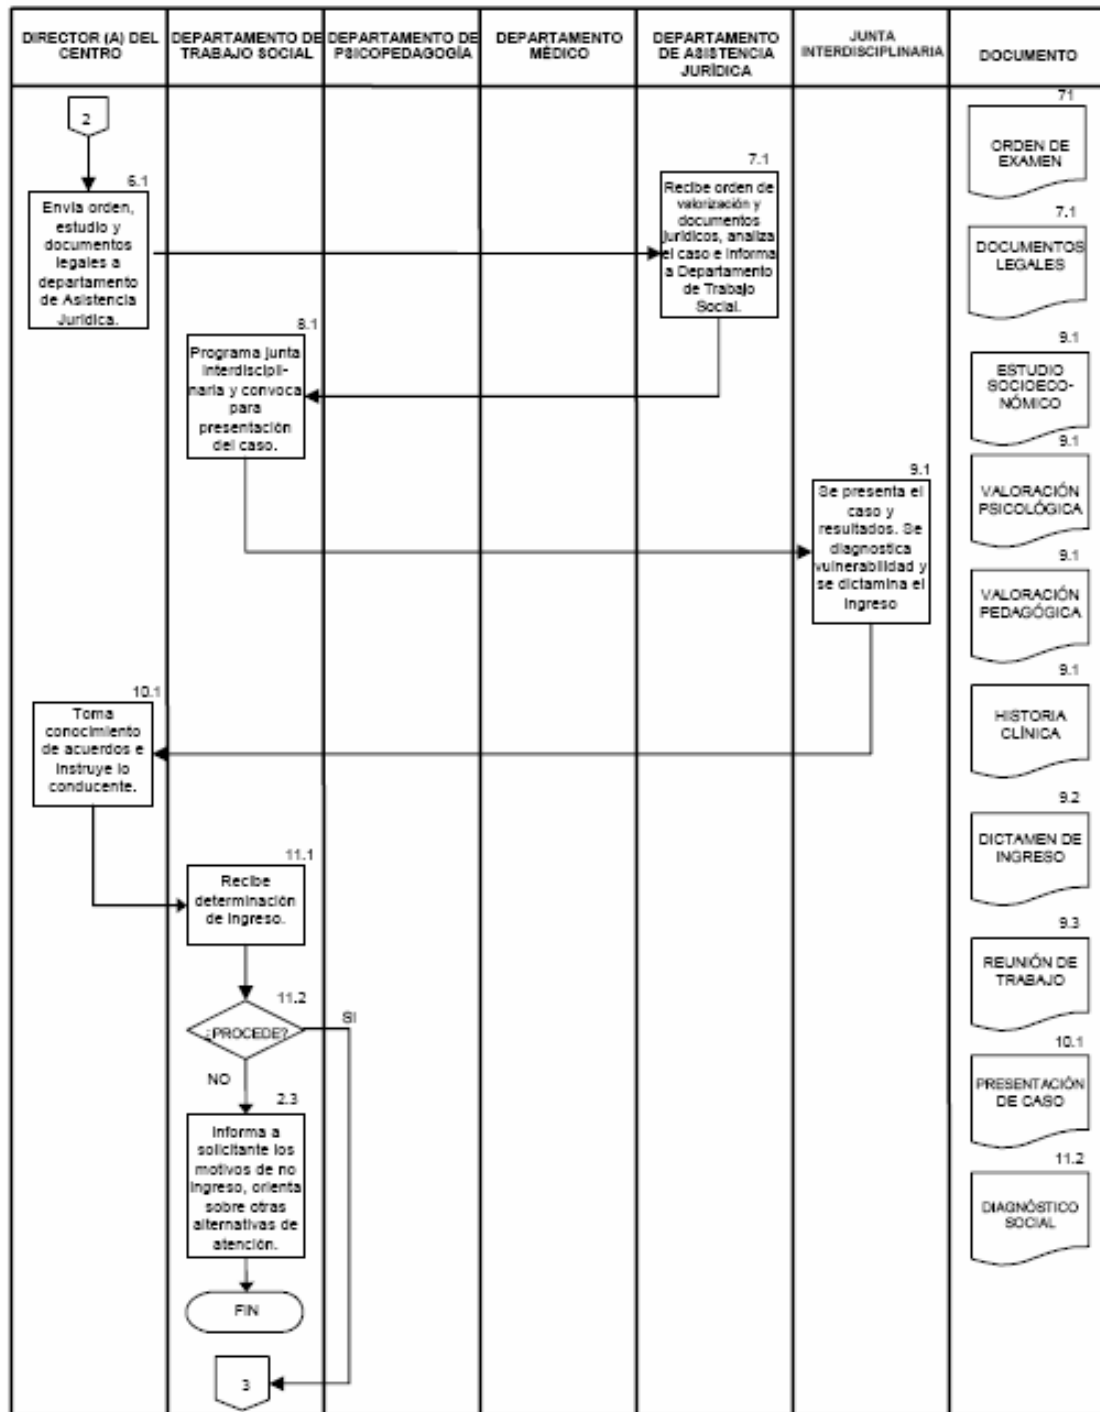 DIRECTOR (A) DEL
CENTRO
DEPARTAMENTO DE
TRABAJO SOCIAL
DEPARTAMENTO DE
PSICOPEDAGOGÍA
DEPARTAMENTO
MÉDICO
DEPARTAMENTO
DE ASISTENCIA
JURÍDICA
JUNTA
INTERDISCIPLINARIA
DOCUMENTO
2
6.1
Envía orden,
estudio y
documentos
legales a
departamento
de Asistencia
Jurídica.
7.1
Recibe orden de
valorización y
documentos
jurídicos, analiza
el caso e informa
a Departamento
de Trabajo
Social.
8.1
Programa junta
interdiscipli-
naria y convoca
para
presentación
del caso.
9.1
Se presenta el
caso y
resultados. Se
diagnostica
vulnerabilidad y
se dictamina el
ingreso
10.1
Toma
conocimiento
de acuerdos e
instruye lo
conducente.
11.1
Recibe
determinación
de ingreso.
11.2
¿PROCEDE?
SI
NO
2.3
Informa a
solicitante los
motivos de no
ingreso, orienta
sobre otras
alternativas de
atención.
FIN
3
71
ORDEN DE
EXAMEN
7.1
DOCUMENTOS
LEGALES
9.1
ESTUDIO
SOCIOECO-
NÓMICO
9.1
VALORACIÓN
PSICOLÓGICA
9.1
VALORACIÓN
PEDAGÓGICA
9.1
HISTORIA
CLÍNICA
9.2
DICTAMEN DE
INGRESO
9.3
REUNIÓN DE
TRABAJO
10.1
PRESENTACIÓN
DE CASO
11.2
DIAGNÓSTICO
SOCIAL